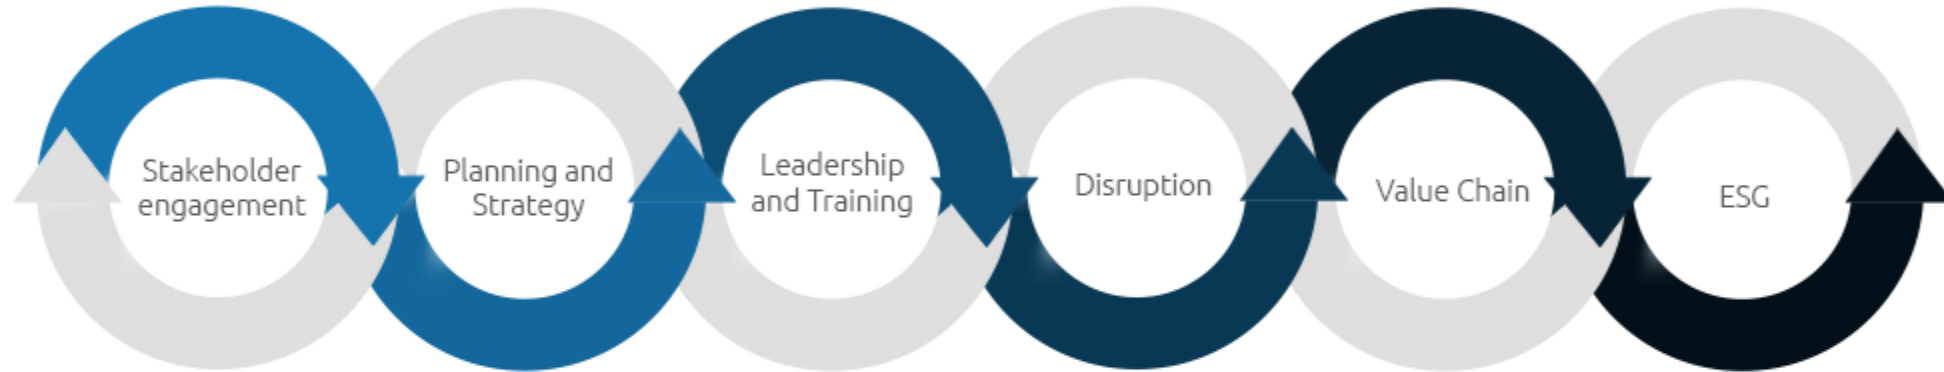 Stakeholder
engagement
Planning and
Strategy
Leadership
and Training
Disruption
Value Chain
ESG